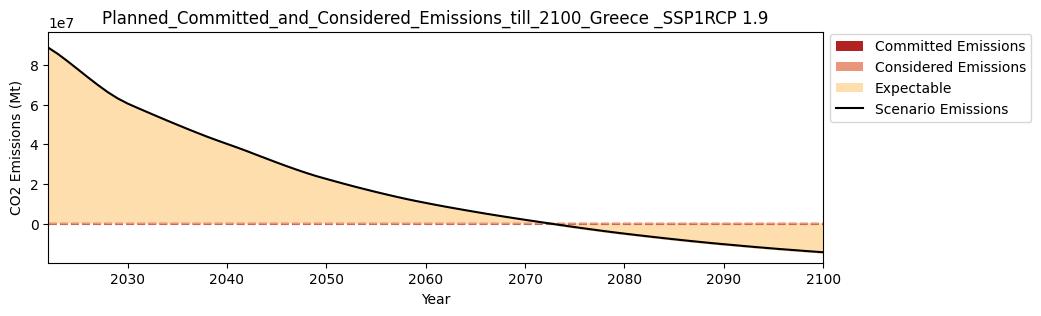 Planned_Committed_and_Considered_Emissions_till_2100_Greece _SSP1RCP 1.9
1e7
Committed Emissions
Considered Emissions
Expectable
Scenario Emissions
CO2 Emissions (Mt)
8
6
4
2
0
2030 2040 2050 2060 2070 2080 2090 2100
Year